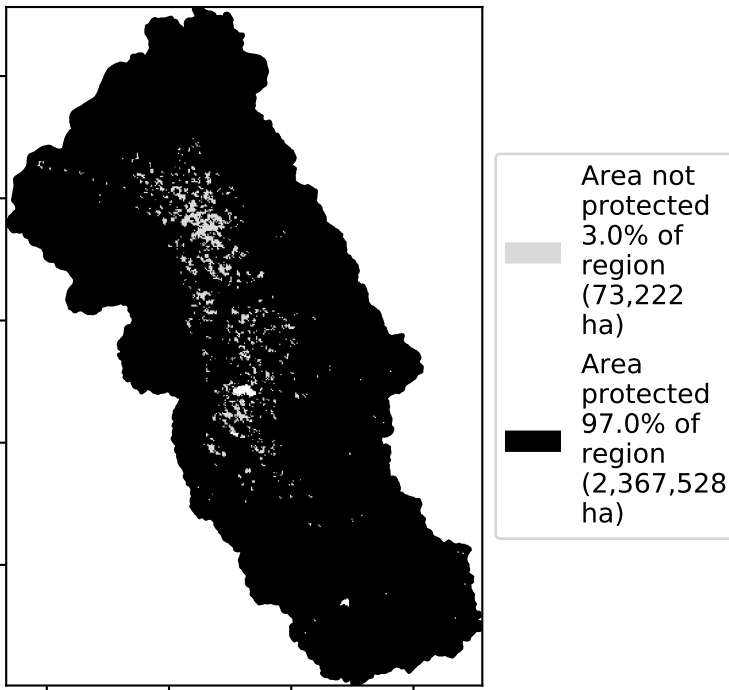 Area not
protected
3.0% of
region
(73,222
ha)
Area
protected
97.0% of
region
(2,367,528
ha)